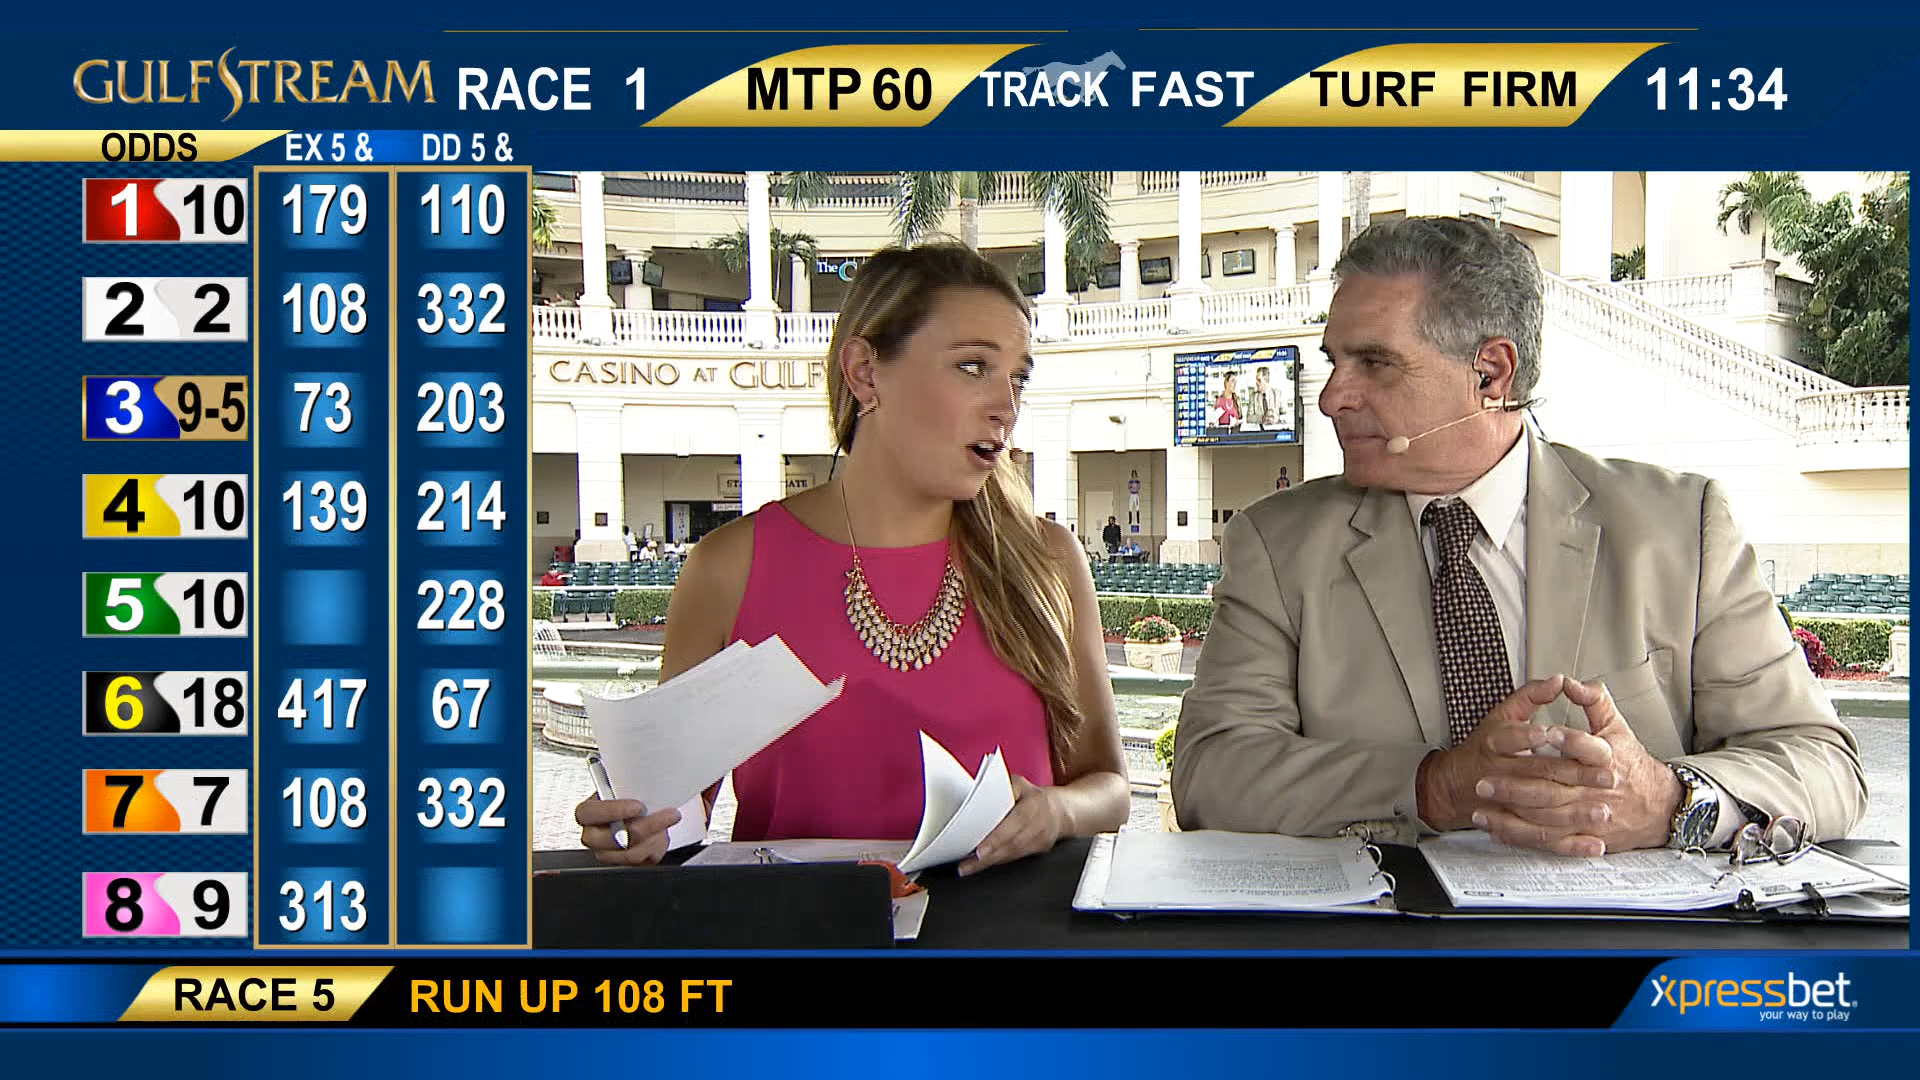 GULFSTREAM RACE 1 MTP 60 TRACK FAST TURF FIRM 11:34
ODDS EX 5 & DD 5 &
1 10 179 110
2 2 108 332
3 9-5 73 203
4 10 139 214
5 10 228
6 18 417 67
7 7 108 332
8 9 313
The
CASINO AT GULF
RACE 5 RUN UP 108 FT
xpressbet
your way to play